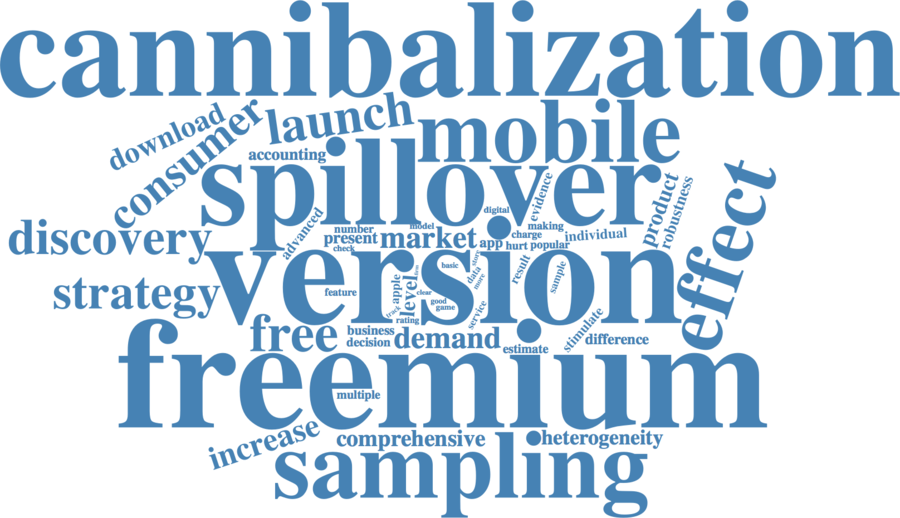 cannibalization
download
consumer
launch
mobile
accounting
spillover
effect
evidence
product
robustness
digital
discovery
advanced
number
model
making
present
market
app
charge
individual
check
hurt popular
version
strategy
feature
apple
level
basic
store
data
result
sample
clear
good
game
track
rating
service
free
business
decision
demand
stimulate
difference
estimate
freemium
multiple
increase
comprehensive
heterogeneity
sampling